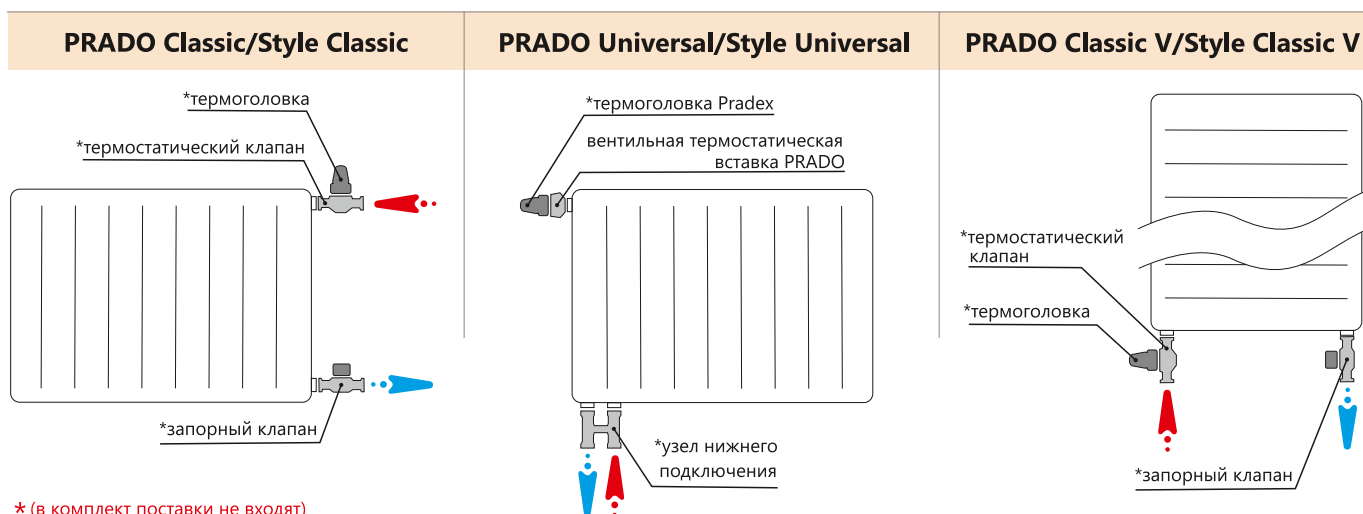 PRADO Classic/Style Classic
*термоголовка
*термостатический клапан
*запорный клапан
* (в комплект поставки не входят)
PRADO Universal/Style Universal
*термоголовка Pradex
вентильная термостатическая
вставка PRADO
*узел нижнего
подключения
PRADO Classic V/Style Classic V
*термостатический
клапан
*термоголовка
*запорный клапан